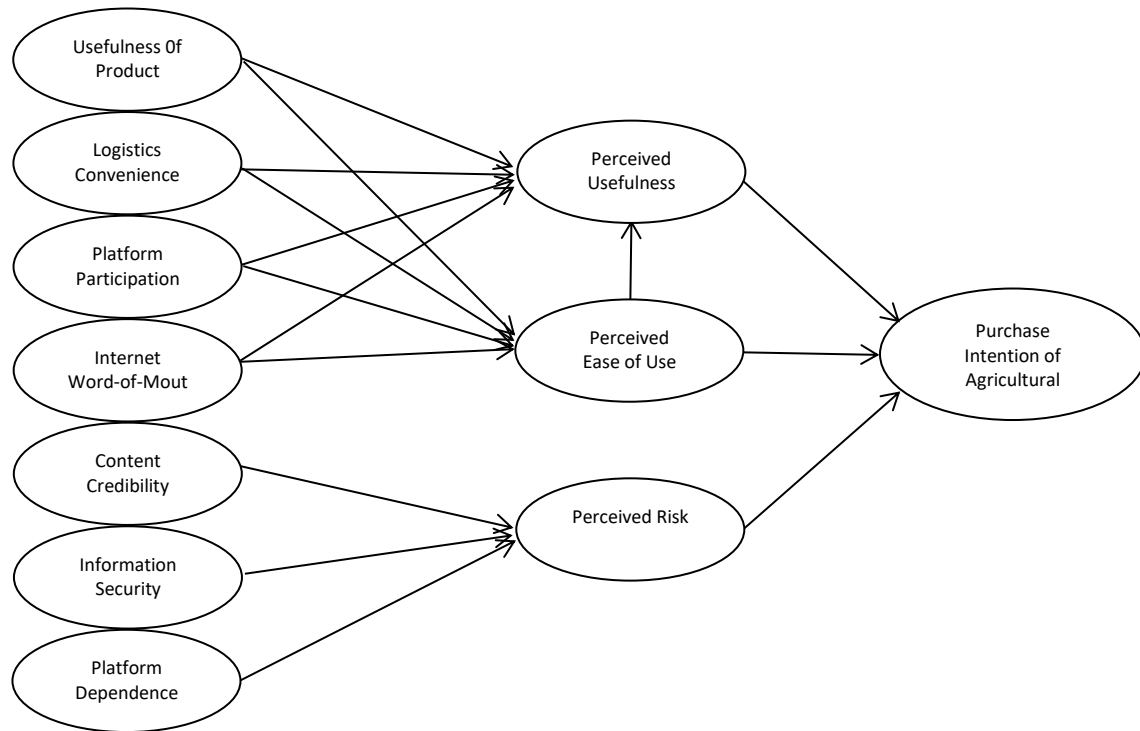 Usefulness 0f
Product
Logistics
Convenience
Platform
Participation
Internet
Word-of-Mout
Content
Credibility
Information
Security
Platform
Dependence
Perceived
Usefulness
Perceived
Ease of Use
Perceived Risk
Purchase
Intention of
Agricultural